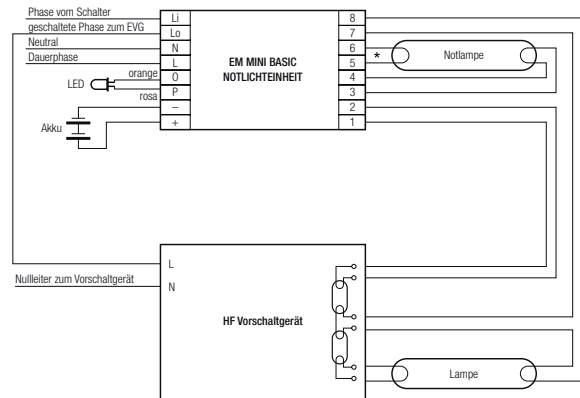 Phase vom Schalter
geschaltete Phase zum EVG
Neutral
Dauerphase
LED
orange
rosa
Akku
Li
Lo
N
L
O
P
–
+
EM MINI BASIC
NOTLICHTEINHEIT
8
7
6
5
4
3
2
1
*
Notlampe
Nullleiter zum Vorschaltgerät
L
N
HF Vorschaltgerät
Lampe